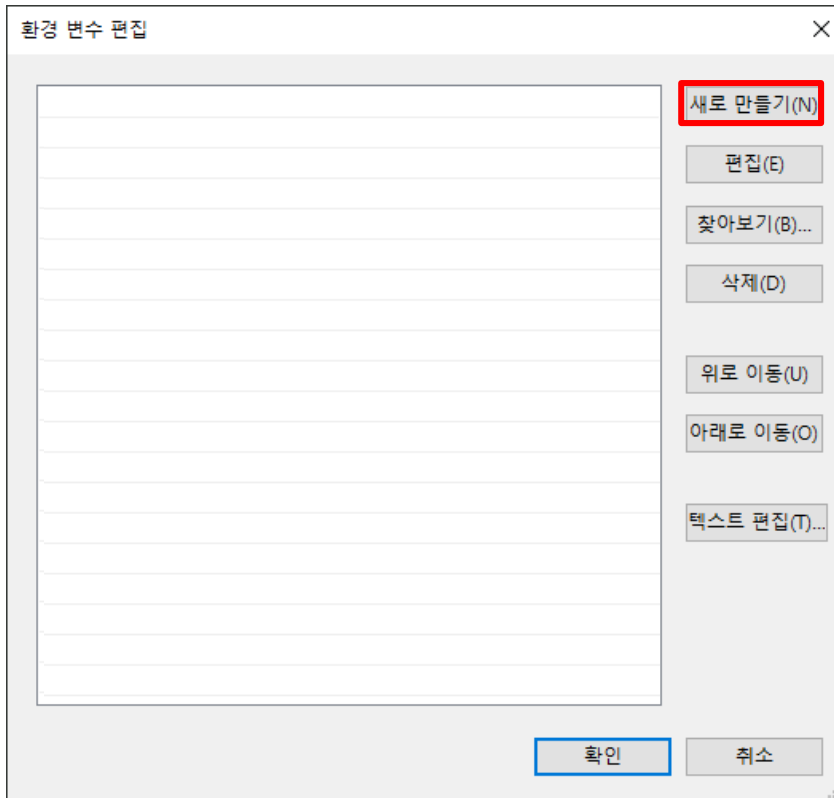 환경 변수 편집
새로 만들기(N)
편집(E)
찾아보기(B)...
삭제(D)
위로 이동(U)
아래로 이동(O)
텍스트 편집(T)...
확인
취소